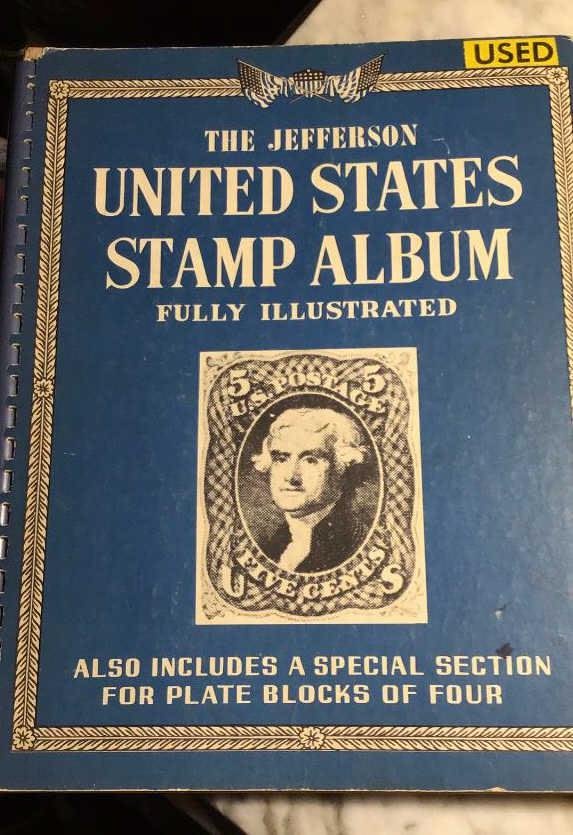 USED
THE JEFFERSON
UNITED STATES
STAMP ALBUM
FULLY ILLUSTRATED
5 5
U.S. POSTAGE
FIVE CENTS
U S
ALSO INCLUDES A SPECIAL SECTION
FOR PLATE BLOCKS OF FOUR